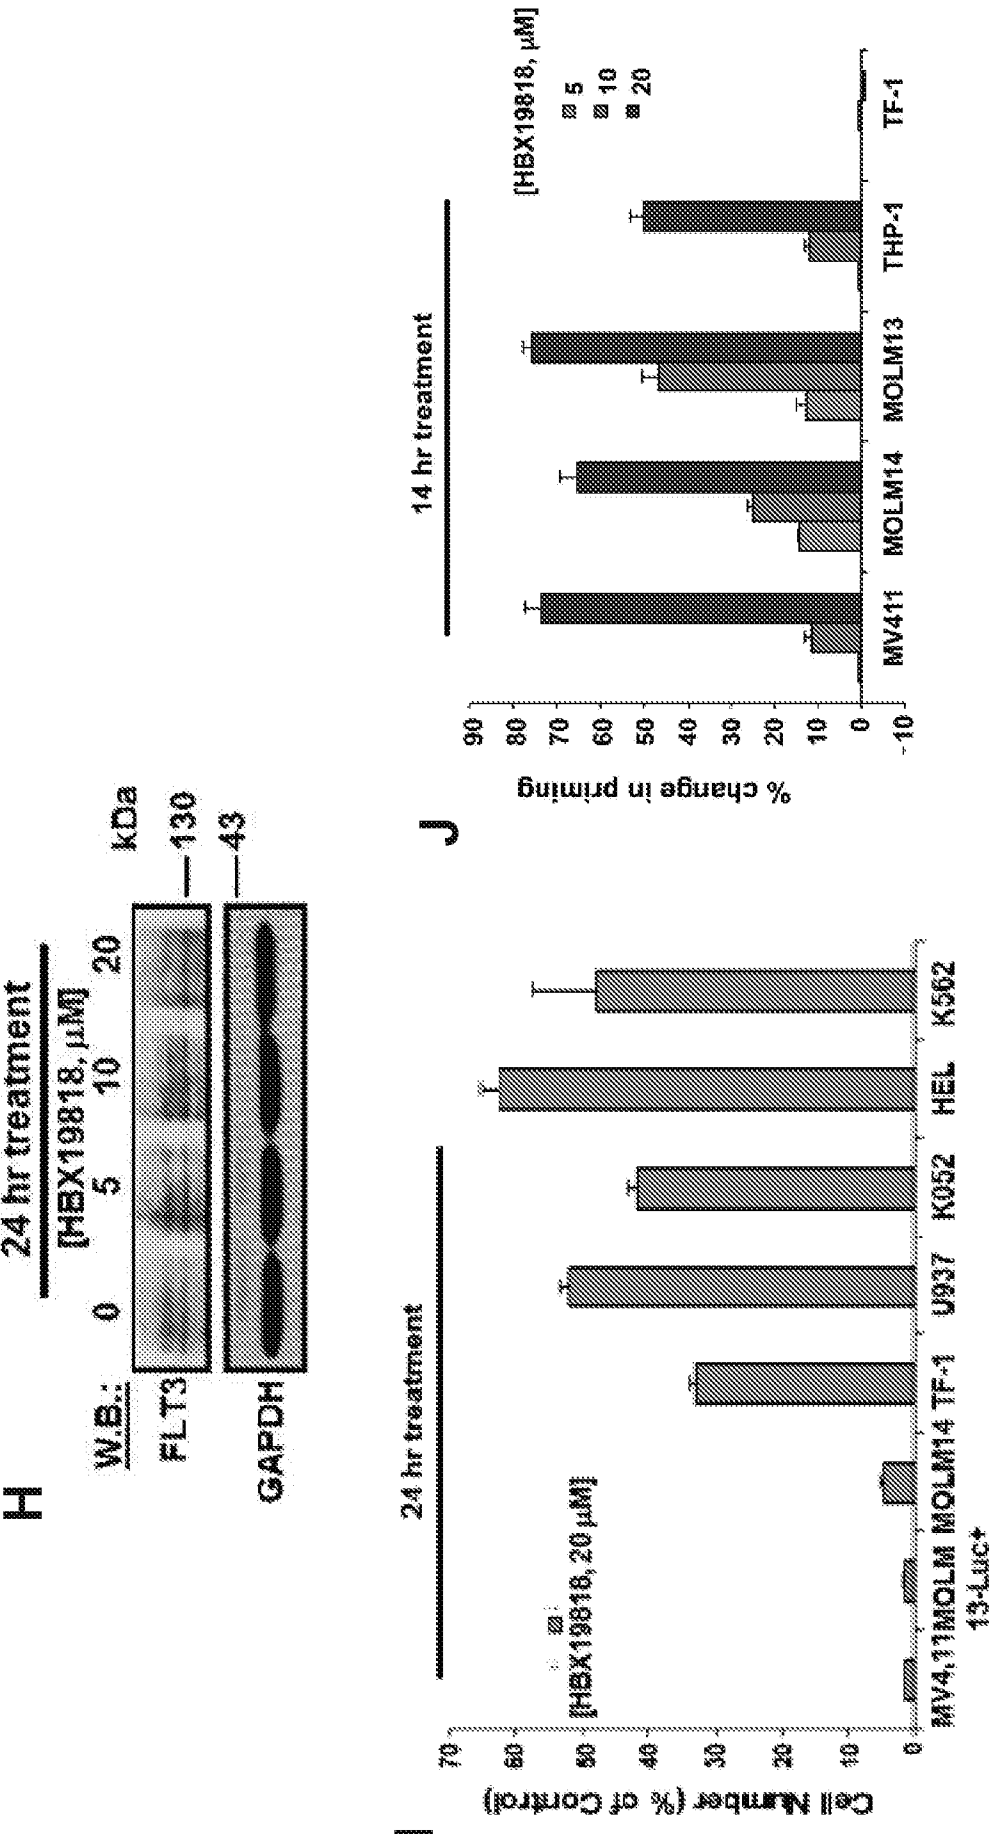 H
24 hr treatment
[HBX19818, µM]
W.B.: 0 5 10 20 kDa
FLT3 130
GAPDH 43
I
24 hr treatment
[HBX19818, 20 µM]
Cell Number (% of Control)
70
60
50
40
30
20
10
0
MV4,11 MOLM MOLM14 TF-1 U937 K052 HEL K562
13-Luc+
J
14 hr treatment
[HBX19818, µM]
5
10
20
% change in priming
90
80
70
60
50
40
30
20
10
0
-10
MV411 MOLM14 MOLM13 THP-1 TF-1